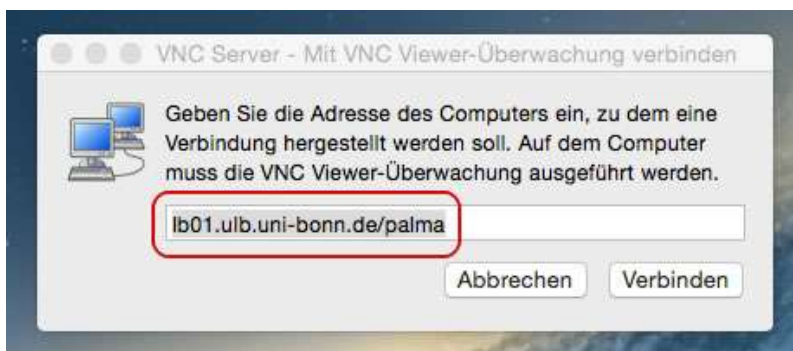 VNC Server - Mit VNC Viewer-Überwachung verbinden
Geben Sie die Adresse des Computers ein, zu dem eine
Verbindung hergestellt werden soll. Auf dem Computer
muss die VNC Viewer-Überwachung ausgeführt werden.
lb01.ulb.uni-bonn.de/palma
Abbrechen Verbinden